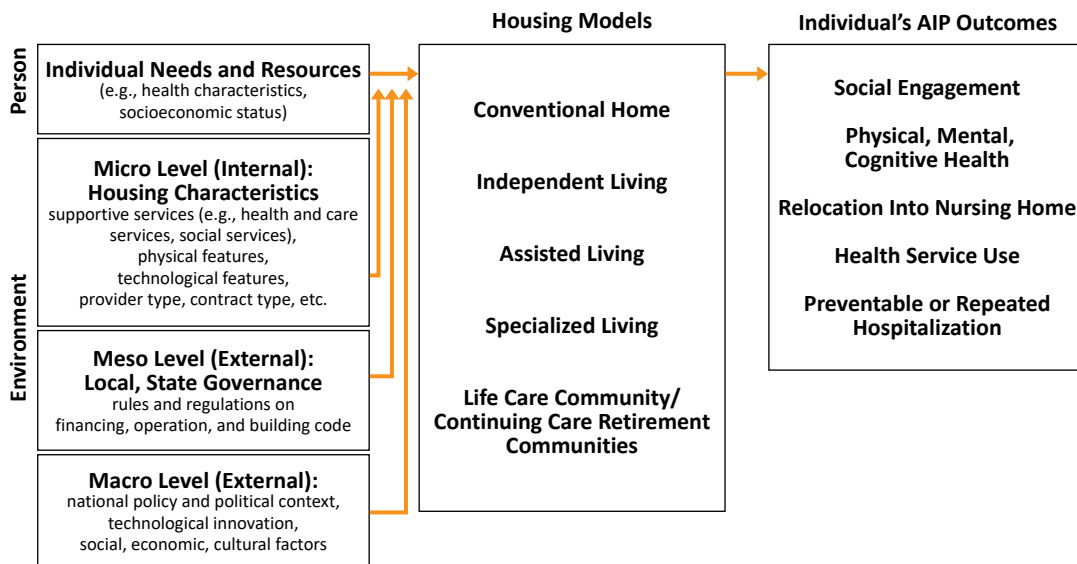 Housing Models
Individual's AIP Outcomes
Person
Individual Needs and Resources
(e.g., health characteristics,
socioeconomic status)
Environment
Micro Level (Internal):
Housing Characteristics
supportive services (e.g., health and care
services, social services),
physical features,
technological features,
provider type, contract type, etc.
Meso Level (External):
Local, State Governance
rules and regulations on
financing, operation, and building code
Macro Level (External):
national policy and political context,
technological innovation,
social, economic, cultural factors
Conventional Home
Independent Living
Assisted Living
Specialized Living
Life Care Community/
Continuing Care Retirement
Communities
Social Engagement
Physical, Mental,
Cognitive Health
Relocation Into Nursing Home
Health Service Use
Preventable or Repeated
Hospitalization